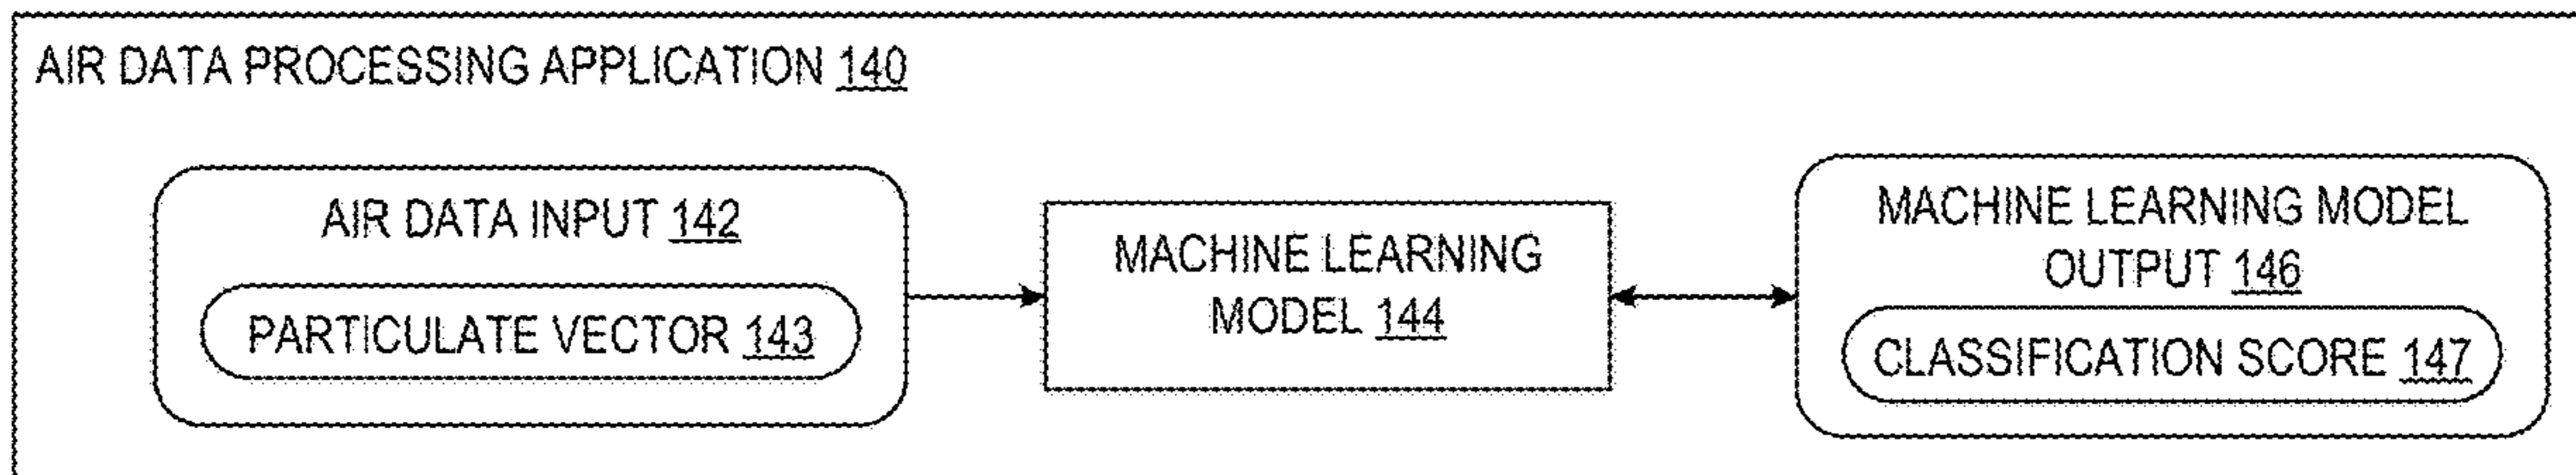 AIR DATA PROCESSING APPLICATION 140
AIR DATA INPUT 142
PARTICULATE VECTOR 143
MACHINE LEARNING
MODEL 144
MACHINE LEARNING MODEL
OUTPUT 146
CLASSIFICATION SCORE 147